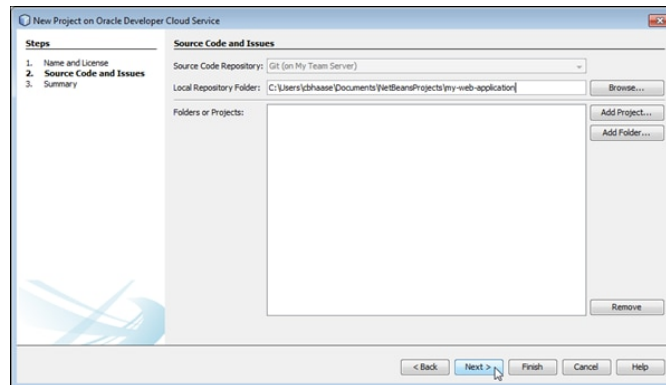 New Project on Oracle Developer Cloud Service
Steps
1. Name and License
2. Source Code and Issues
3. Summary
Source Code and Issues
Source Code Repository: Git (on My Team Server)
Local Repository Folder: C:\Users\cbhaase\Documents\NetBeansProjects\my-web-application Browse...
Folders or Projects: Add Project...
Add Folder...
Remove
< Back Next > Finish Cancel Help